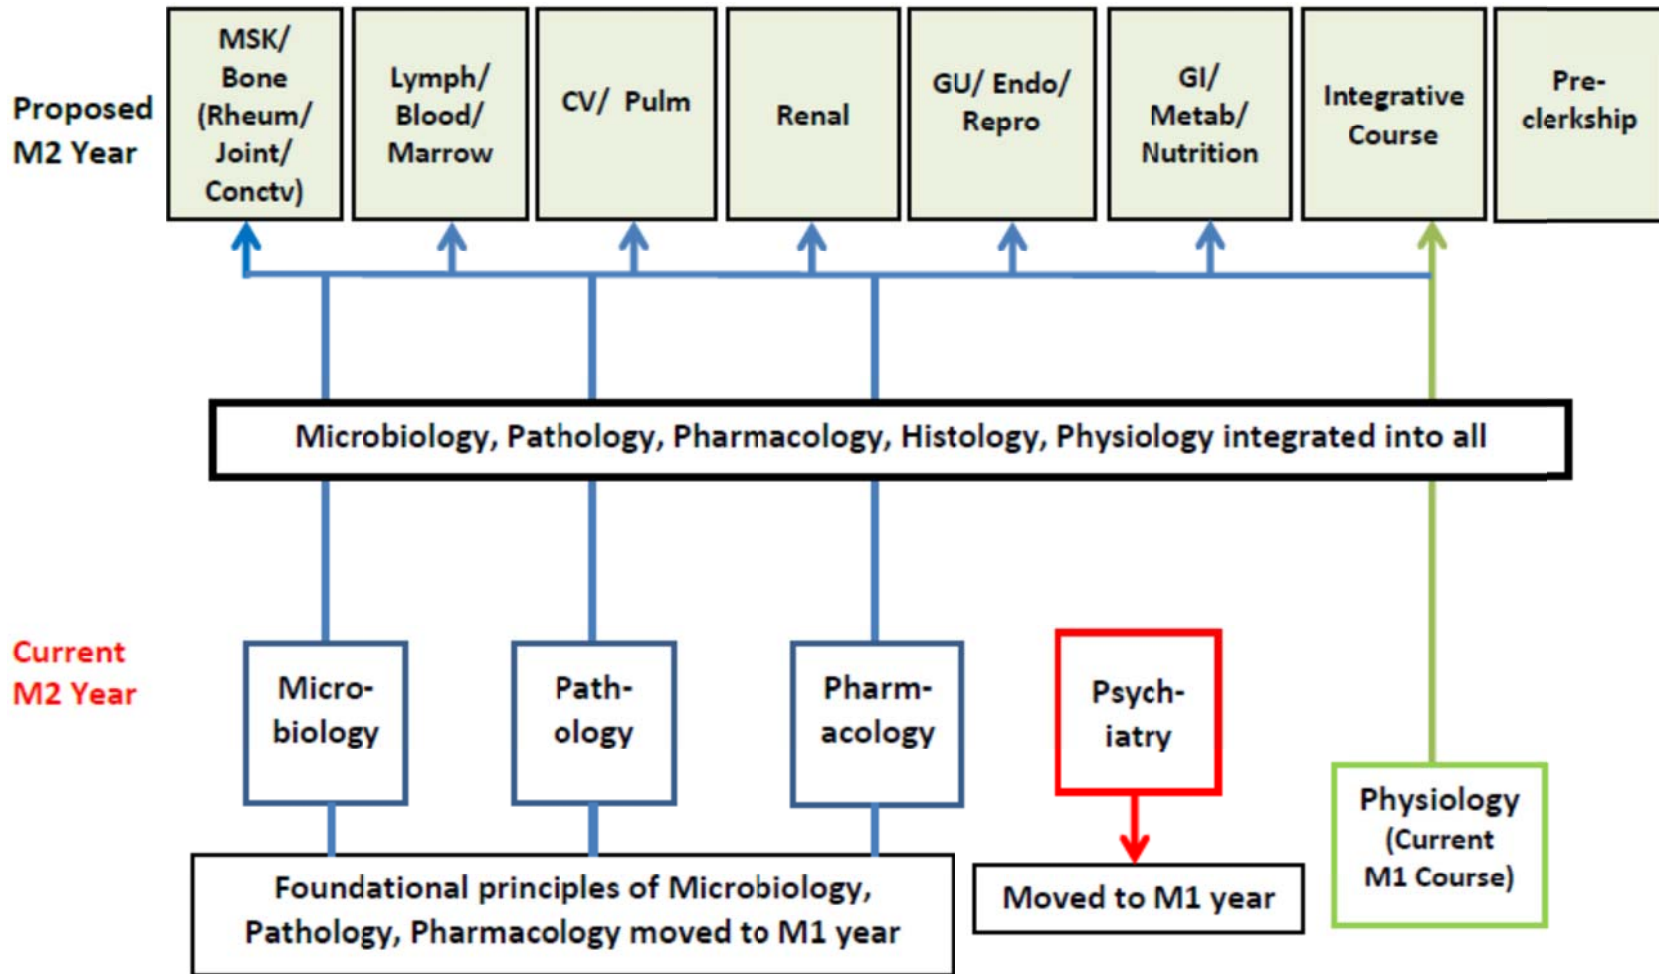 Proposed
M2 Year
MSK/
Bone
(Rheum/
Joint/
Conctv)
Lymph/
Blood/
Marrow
CV/ Pulm
Renal
GU/ Endo/
Repro
GI/
Metab/
Nutrition
Integrative
Course
Pre-
clerkship
Microbiology, Pathology, Pharmacology, Histology, Physiology integrated into all
Current
M2 Year
Micro-
biology
Path-
ology
Pharm-
acology
Psych-
iatry
Physiology
(Current
M1 Course)
Foundational principles of Microbiology,
Pathology, Pharmacology moved to M1 year
Moved to M1 year